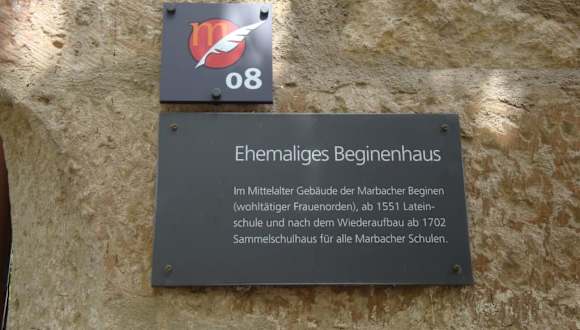 m
08
Ehemaliges Beginenhaus
Im Mittelalter Gebäude der Marbacher Beginen
(wohltätiger Frauenorden), ab 1551 Latein-
schule und nach dem Wiederaufbau ab 1702
Sammelschulhaus für alle Marbacher Schulen.